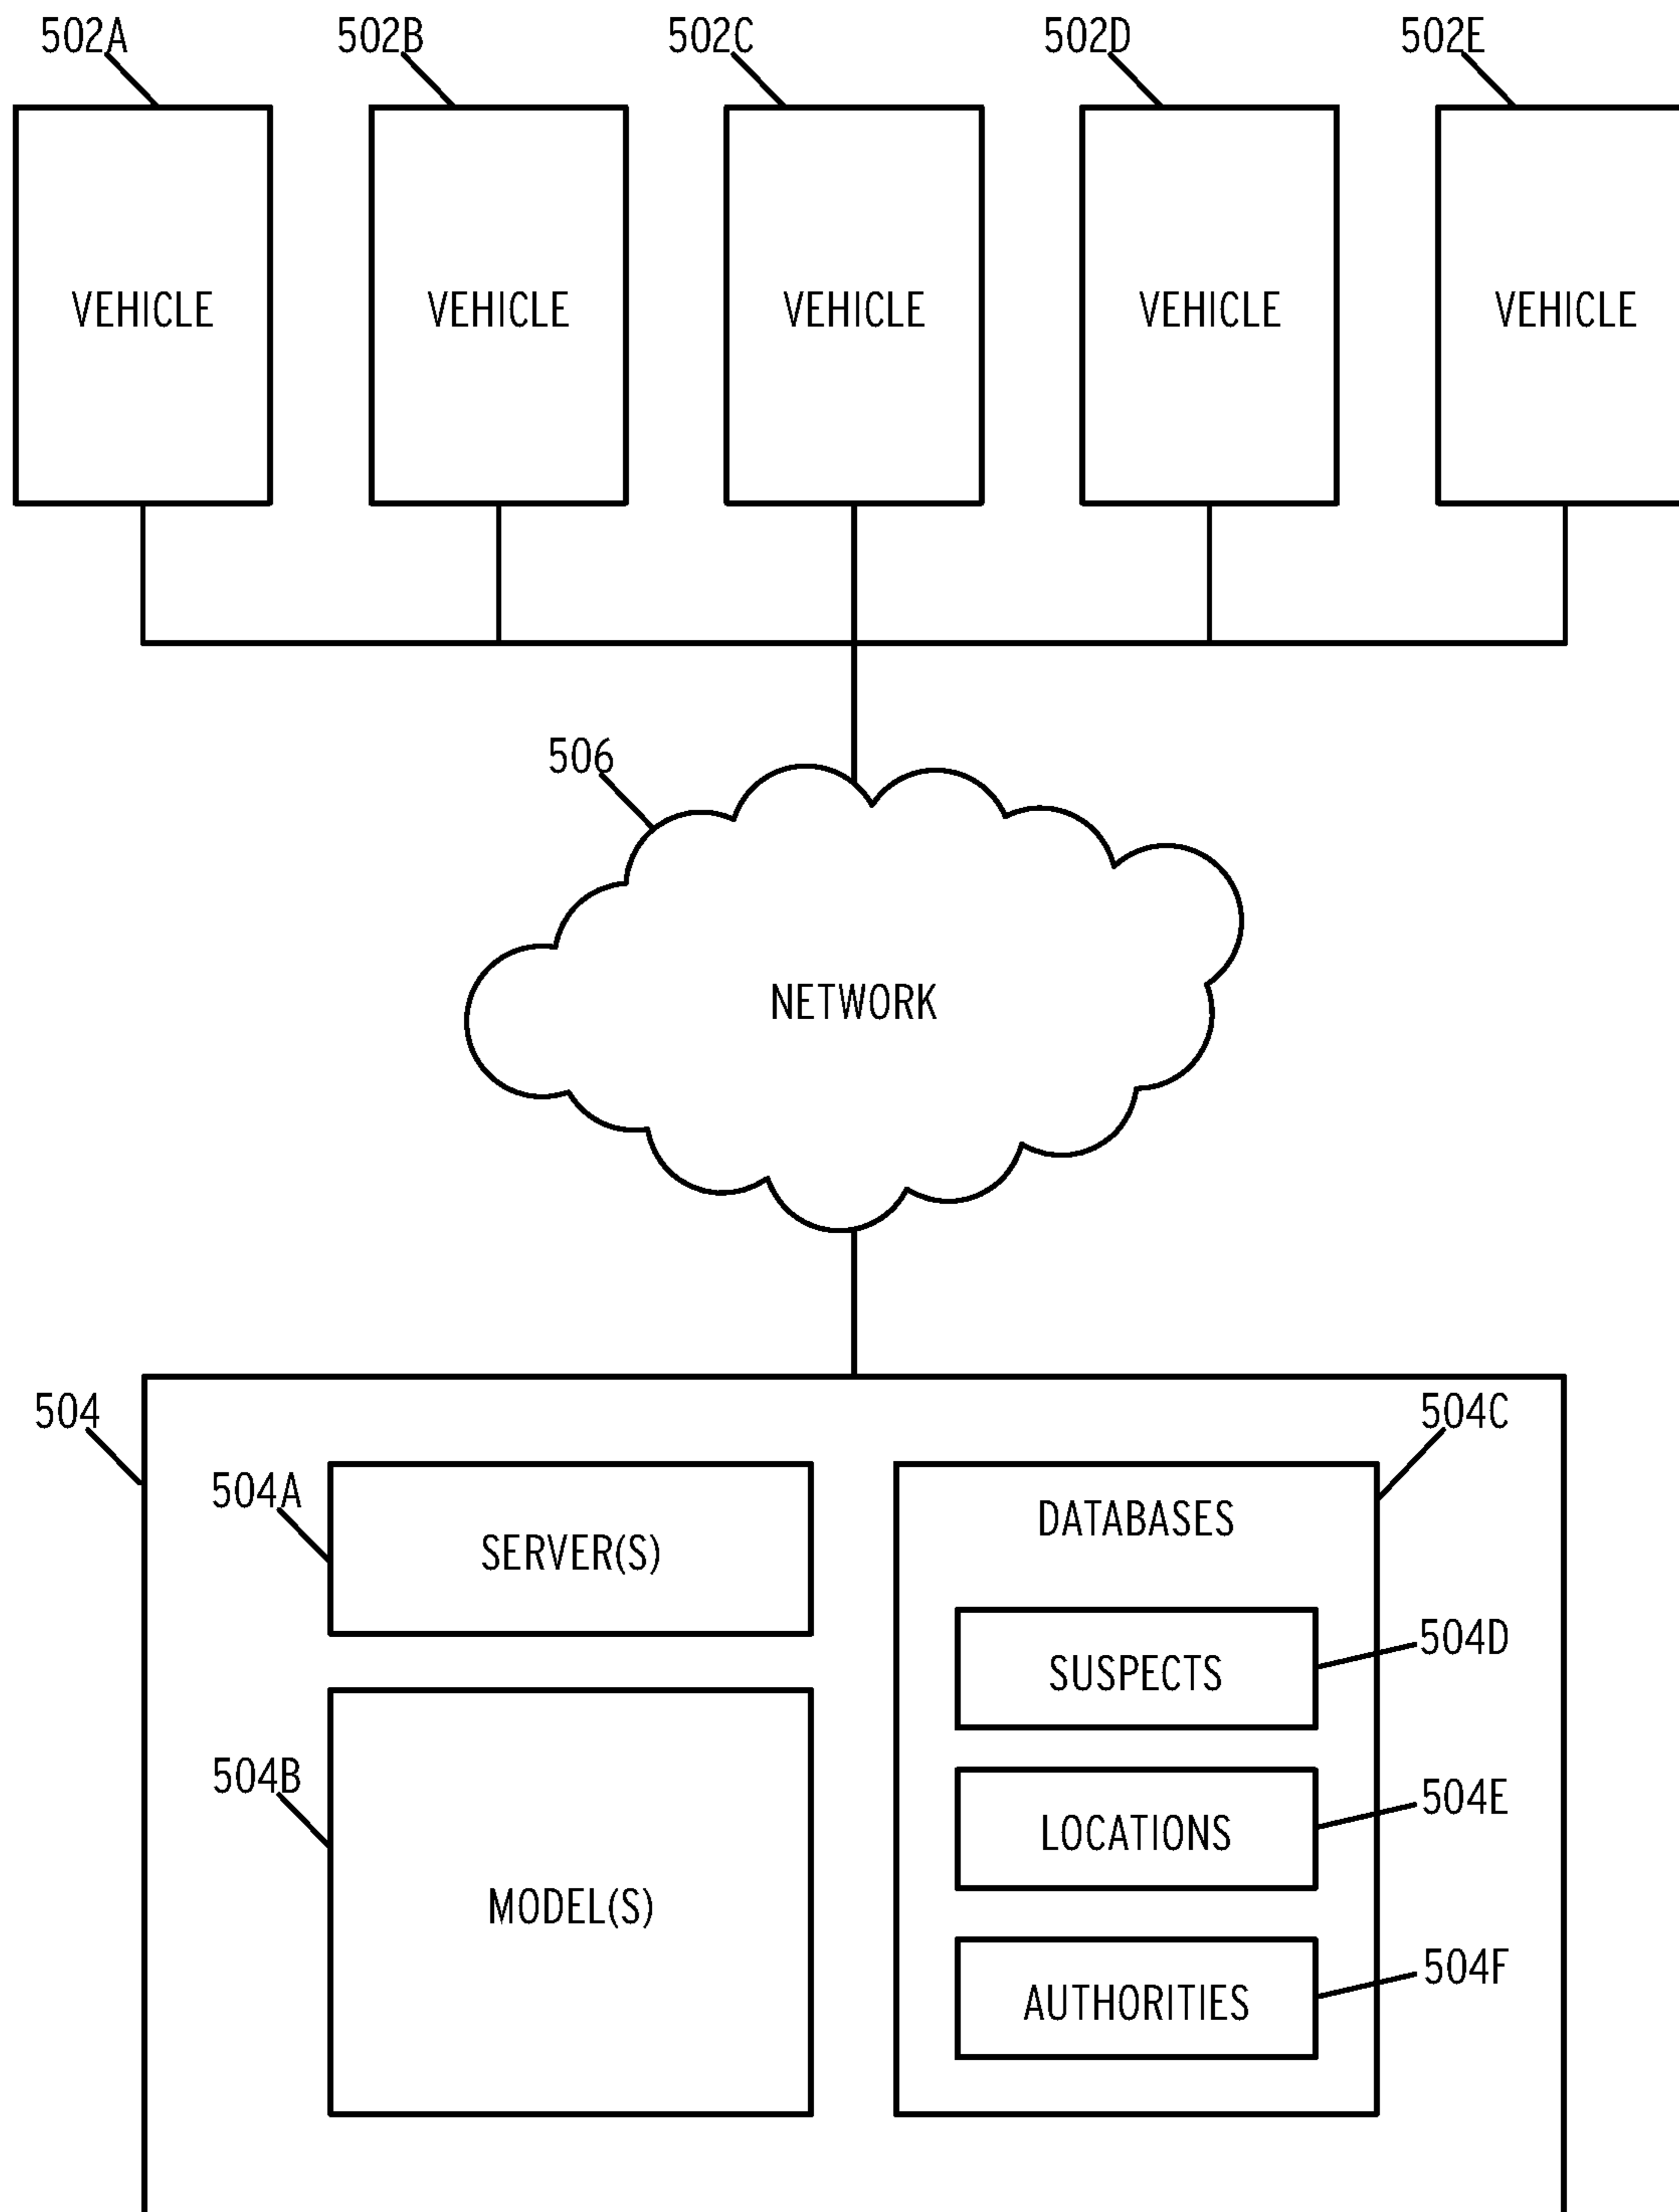 502A
502B
502C
502D
502E
VEHICLE
VEHICLE
VEHICLE
VEHICLE
VEHICLE
506
NETWORK
504
504C
504A
SERVER(S)
DATABASES
504D
SUSPECTS
504B
MODEL(S)
504E
LOCATIONS
504F
AUTHORITIES